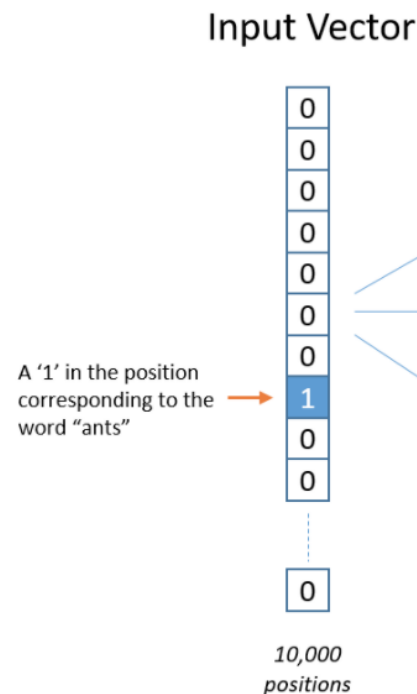 Input Vector
0
0
0
0
0
0
0
A ‘1’ in the position
corresponding to the
word “ants”
1
0
0
0
10,000
positions